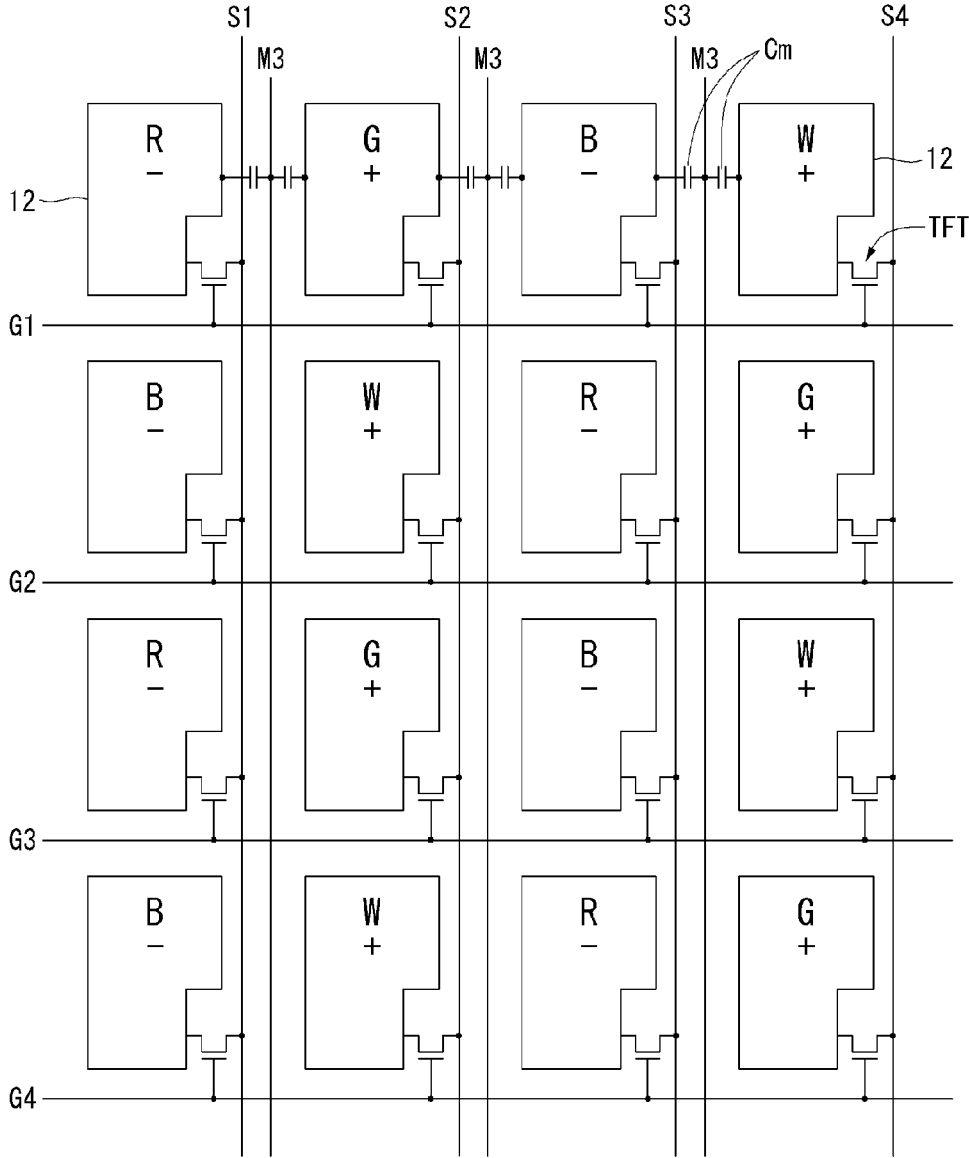 S1 S2 S3 S4
M3 M3 Cm M3
R G B W
− + − +
12 12
TFT
G1
B W R G
− + − +
G2
R G B W
− + − +
G3
B W R G
− + − +
G4